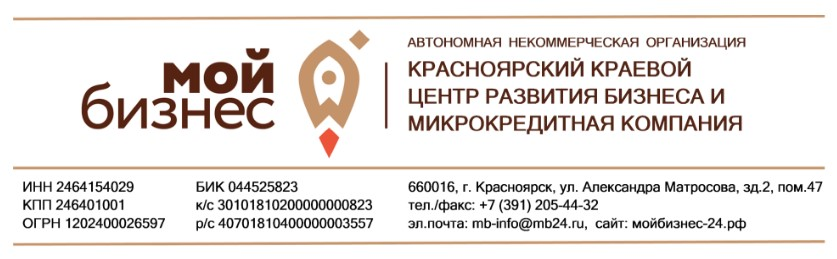 мой
бизнес
АВТОНОМНАЯ НЕКОММЕРЧЕСКАЯ ОРГАНИЗАЦИЯ
КРАСНОЯРСКИЙ КРАЕВОЙ
ЦЕНТР РАЗВИТИЯ БИЗНЕСА И
МИКРОКРЕДИТНАЯ КОМПАНИЯ
ИНН 2464154029
КПП 246401001
ОГРН 1202400026597
БИК 044525823
к/с 30101810200000000823
р/с 40701810400000003557
660016, г. Красноярск, ул. Александра Матросова, зд.2, пом.47
тел./факс: +7 (391) 205-44-32
эл.почта: mb-info@mb24.ru, сайт: мойбизнес-24.рф